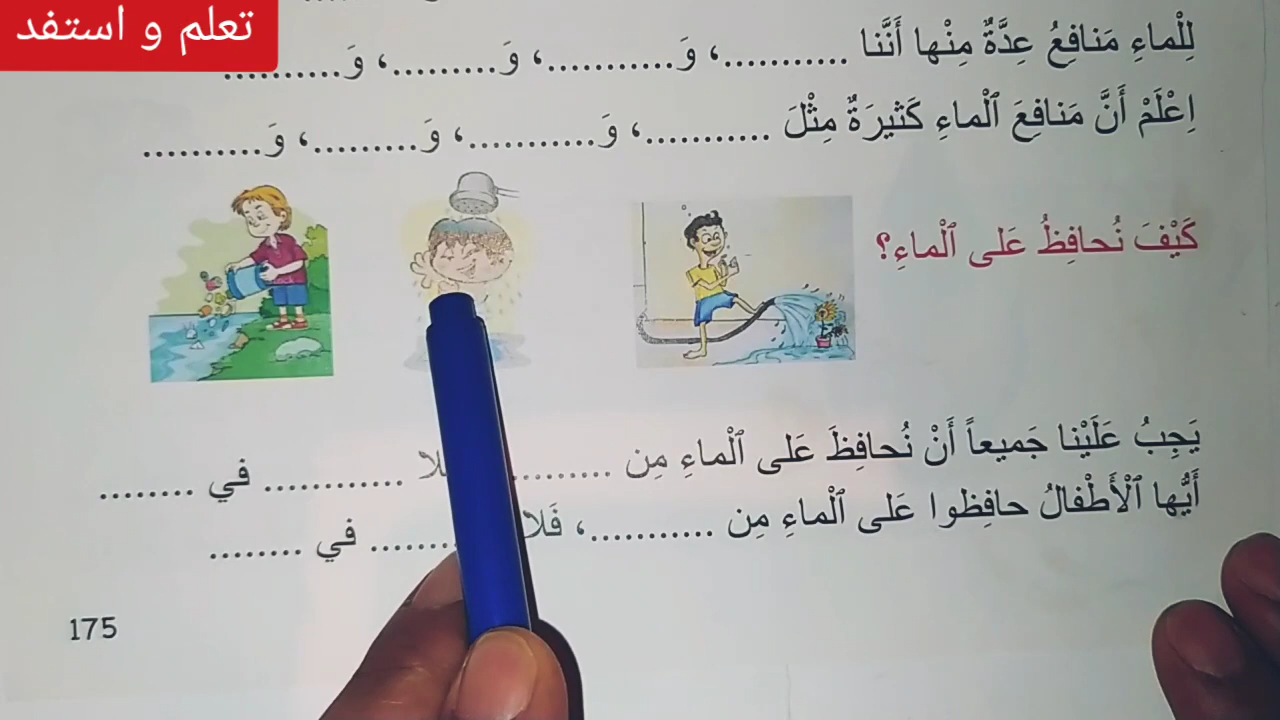 تعلم و استفد
لِلْماءِ مَنافِعُ عِدَّةٌ مِنْها أَنَّنا ...........، وَ...........، وَ.........، وَ..........
اِعْلَمْ أَنَّ مَنافِعَ ٱلْماءِ كَثيرَةٌ مِثْلَ ...........، وَ...........، وَ.........، وَ..........
كَيْفَ نُحافِظُ عَلى ٱلْماءِ؟
يَجِبُ عَلَيْنا جَميعاً أَنْ نُحافِظَ عَلى ٱلْماءِ مِن .......... ............ في ........
أَيُّها ٱلْأَطْفالُ حافِظوا عَلى ٱلْماءِ مِن ...........، فَلا ........ في ........
175